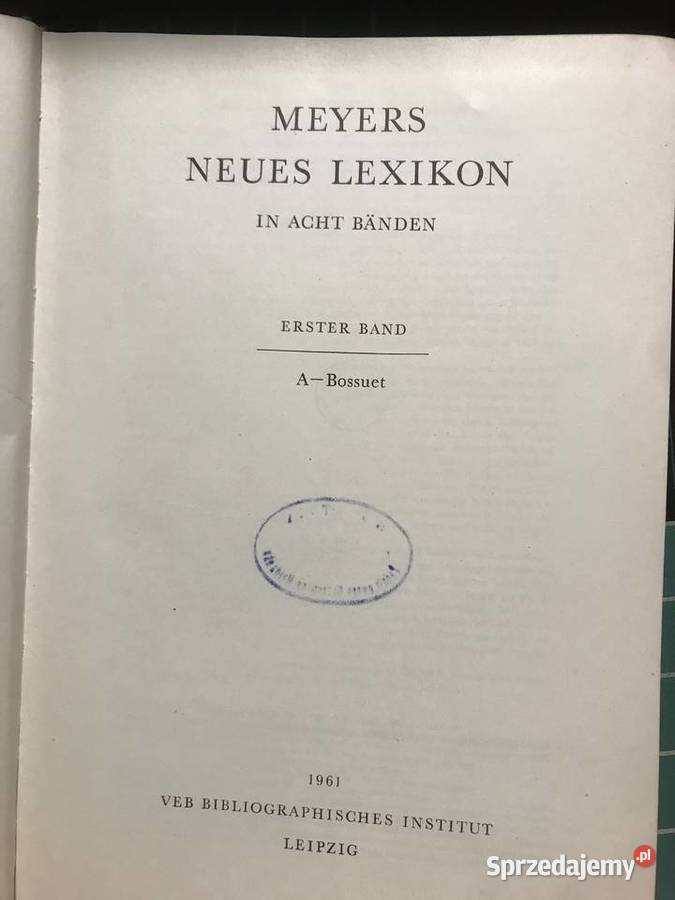 MEYERS
NEUES LEXIKON
IN ACHT BÄNDEN
ERSTER BAND
A—Bossuet
1961
VEB BIBLIOGRAPHISCHES INSTITUT
LEIPZIG
Sprzedajemy.pl